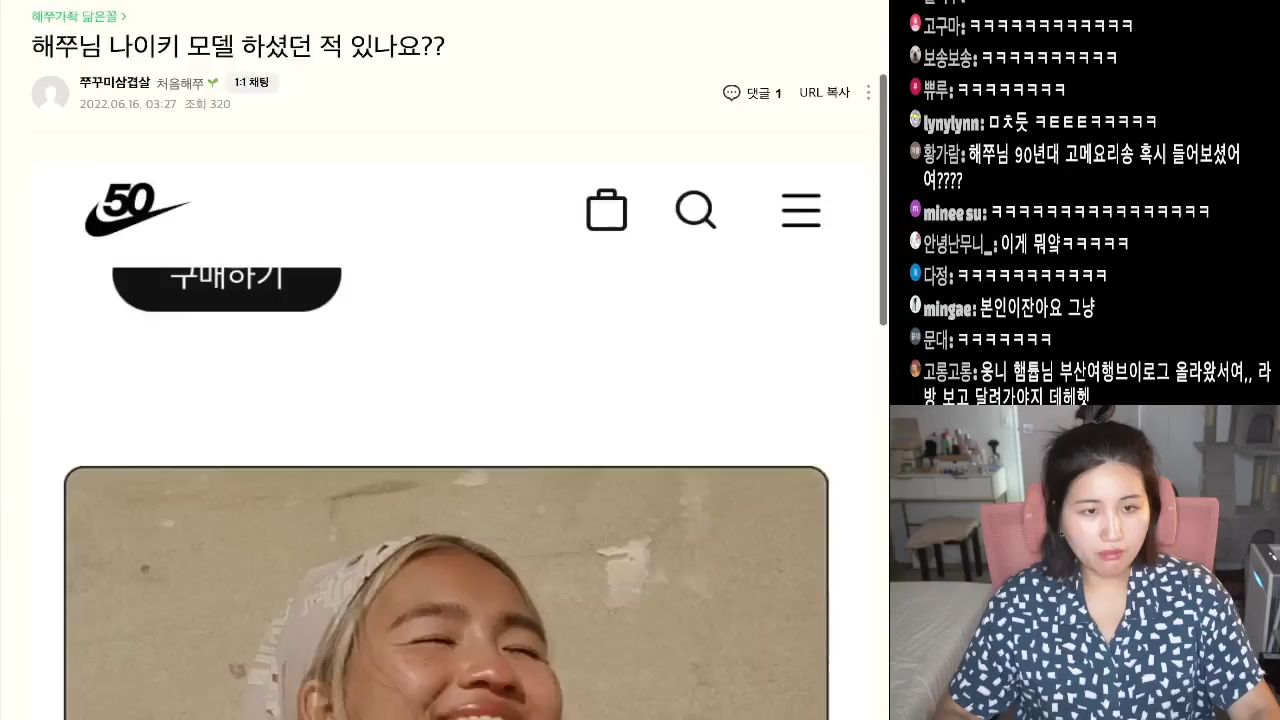 해쭈가좍 닮은꼴 >
해쭈님 나이키 모델 하셨던 적 있나요??
쭈꾸미삼겹살 처음해쭈 1:1 채팅
2022.06.16. 03:27 조회 320
댓글 1 URL 복사
50
구매하기
고구마: ㅋㅋㅋㅋㅋㅋㅋㅋㅋㅋㅋㅋ
보송보송: ㅋㅋㅋㅋㅋㅋㅋㅋㅋㅋ
쀼루: ㅋㅋㅋㅋㅋㅋㅋㅋ
lynylynn: ㅁㅊ듯 ㅋㅌㅌㅌㅋㅋㅋㅋㅋ
황가람: 해쭈님 90년대 고메요리송 혹시 들어보셨어
여????
minee su: ㅋㅋㅋㅋㅋㅋㅋㅋㅋㅋㅋㅋㅋㅋㅋㅋ
안녕난무니_: 이게 뭐얔ㅋㅋㅋㅋㅋ
다정: ㅋㅋㅋㅋㅋㅋㅋㅋㅋㅋㅋ
mingae: 본인이잔아요 그냥
문대: ㅋㅋㅋㅋㅋㅋㅋ
고롱고롱: 웅니 햄튭님 부산여행브이로그 올라왔서여,, 라
방 보고 달려가야지 데헤헷